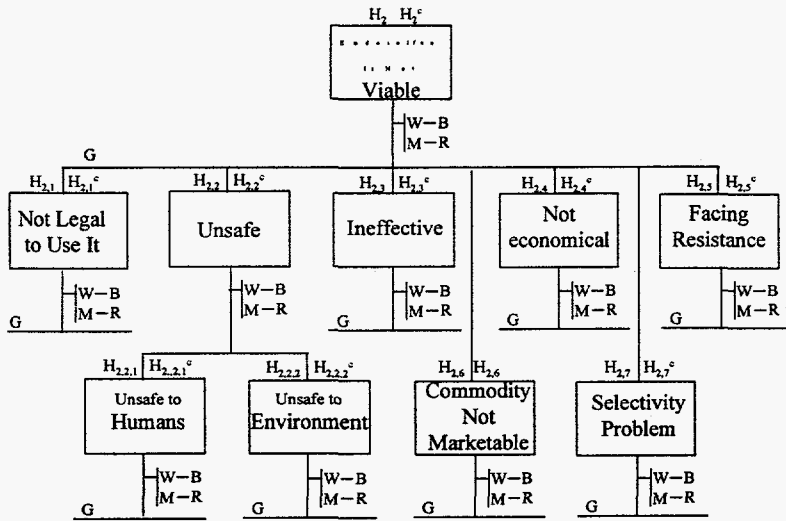 H₂ H₂ᶜ
Is Not
Viable
W–B
M–R
G
H₂,₁ H₂,₁ᶜ
Not Legal
to Use It
W–B
M–R
G
H₂,₂ H₂,₂ᶜ
Unsafe
W–B
M–R
H₂,₃ H₂,₃ᶜ
Ineffective
W–B
M–R
G
H₂,₄ H₂,₄ᶜ
Not
economical
W–B
M–R
G
H₂,₅ H₂,₅ᶜ
Facing
Resistance
W–B
M–R
G
H₂,₂,₁ H₂,₂,₁ᶜ
Unsafe to
Humans
W–B
M–R
G
H₂,₂,₂ H₂,₂,₂ᶜ
Unsafe to
Environment
W–B
M–R
G
H₂,₆ H₂,₆
Commodity
Not
Marketable
W–B
M–R
G
H₂,₇ H₂,₇ᶜ
Selectivity
Problem
W–B
M–R
G